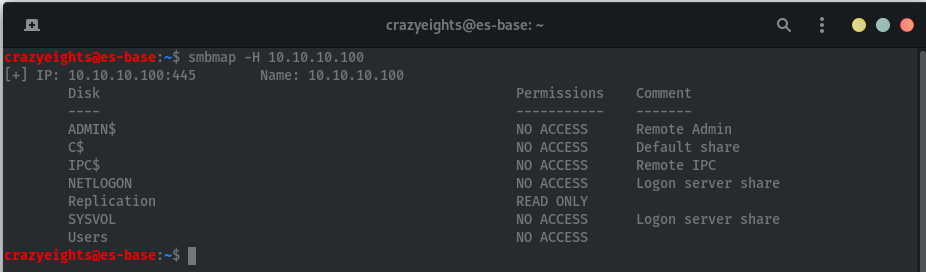 crazyeights@es-base: ~
crazyeights@es-base:~$ smbmap -H 10.10.10.100
[+] IP: 10.10.10.100:445        Name: 10.10.10.100
        Disk                                                    Permissions     Comment
        ----                                                    -----------     -------
        ADMIN$                                                  NO ACCESS       Remote Admin
        C$                                                      NO ACCESS       Default share
        IPC$                                                    NO ACCESS       Remote IPC
        NETLOGON                                                NO ACCESS       Logon server share
        Replication                                             READ ONLY
        SYSVOL                                                  NO ACCESS       Logon server share
        Users                                                   NO ACCESS
crazyeights@es-base:~$